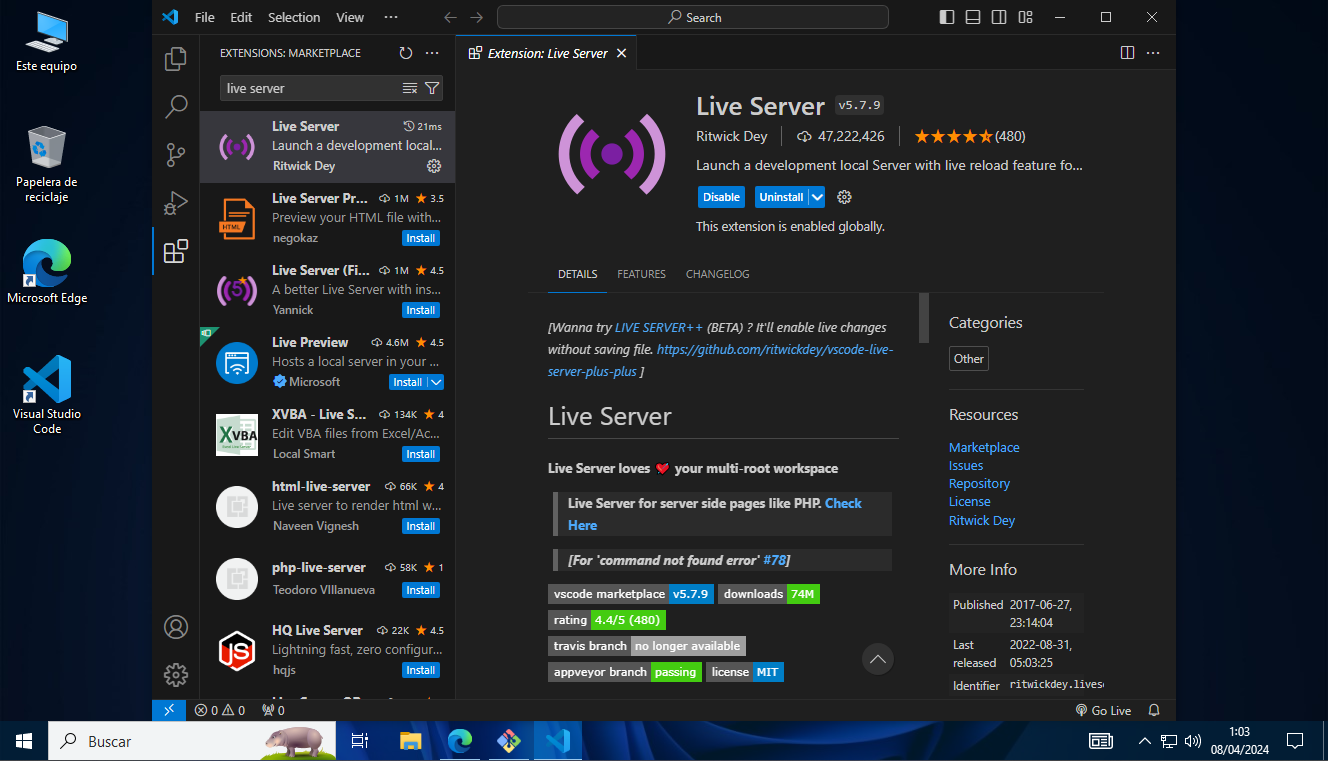 Este equipo
Papelera de
reciclaje
Microsoft Edge
Visual Studio
Code
File Edit Selection View ···
Search
EXTENSIONS: MARKETPLACE
live server
Live Server 21ms
Launch a development local...
Ritwick Dey
Live Server Pr... 1M ★ 3.5
Preview your HTML file with...
negokaz Install
HTML
Live Server (Fi... 1M ★ 4.5
A better Live Server with ins...
Yannick Install
5
Live Preview 4.6M ★ 4.5
Hosts a local server in your ...
Microsoft Install
XVBA - Live S... 134K ★ 4
Edit VBA files from Excel/Ac...
Local Smart Install
XVBA
html-live-server 66K ★ 4
Live server to render html w...
Naveen Vignesh Install
php-live-server 58K ★ 1
Teodoro VIllanueva Install
HQ Live Server 22K ★ 4.5
Lightning fast, zero configur...
hqjs Install
JS
Extension: Live Server
Live Server v5.7.9
Ritwick Dey 47,222,426 (480)
Launch a development local Server with live reload feature fo...
Disable Uninstall
This extension is enabled globally.
DETAILS FEATURES CHANGELOG
[Wanna try LIVE SERVER++ (BETA) ? It'll enable live changes
without saving file. https://github.com/ritwickdey/vscode-live-
server-plus-plus ]
Live Server
Live Server loves your multi-root workspace
Live Server for server side pages like PHP. Check
Here
[For 'command not found error' #78]
vscode marketplace v5.7.9 downloads 74M
rating 4.4/5 (480)
travis branch no longer available
appveyor branch passing license MIT
Categories
Other
Resources
Marketplace
Issues
Repository
License
Ritwick Dey
More Info
Published 2017-06-27,
23:14:04
Last 2022-08-31,
released 05:03:25
Identifier ritwickdey.lives
0 0 0
Go Live
Buscar
1:03
08/04/2024